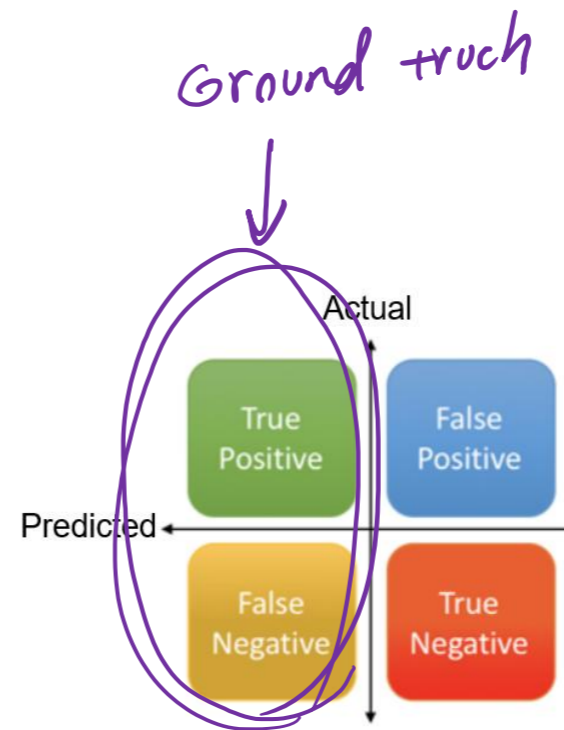 Ground truch
Actual
True
Positive
False
Positive
Predicted
False
Negative
True
Negative